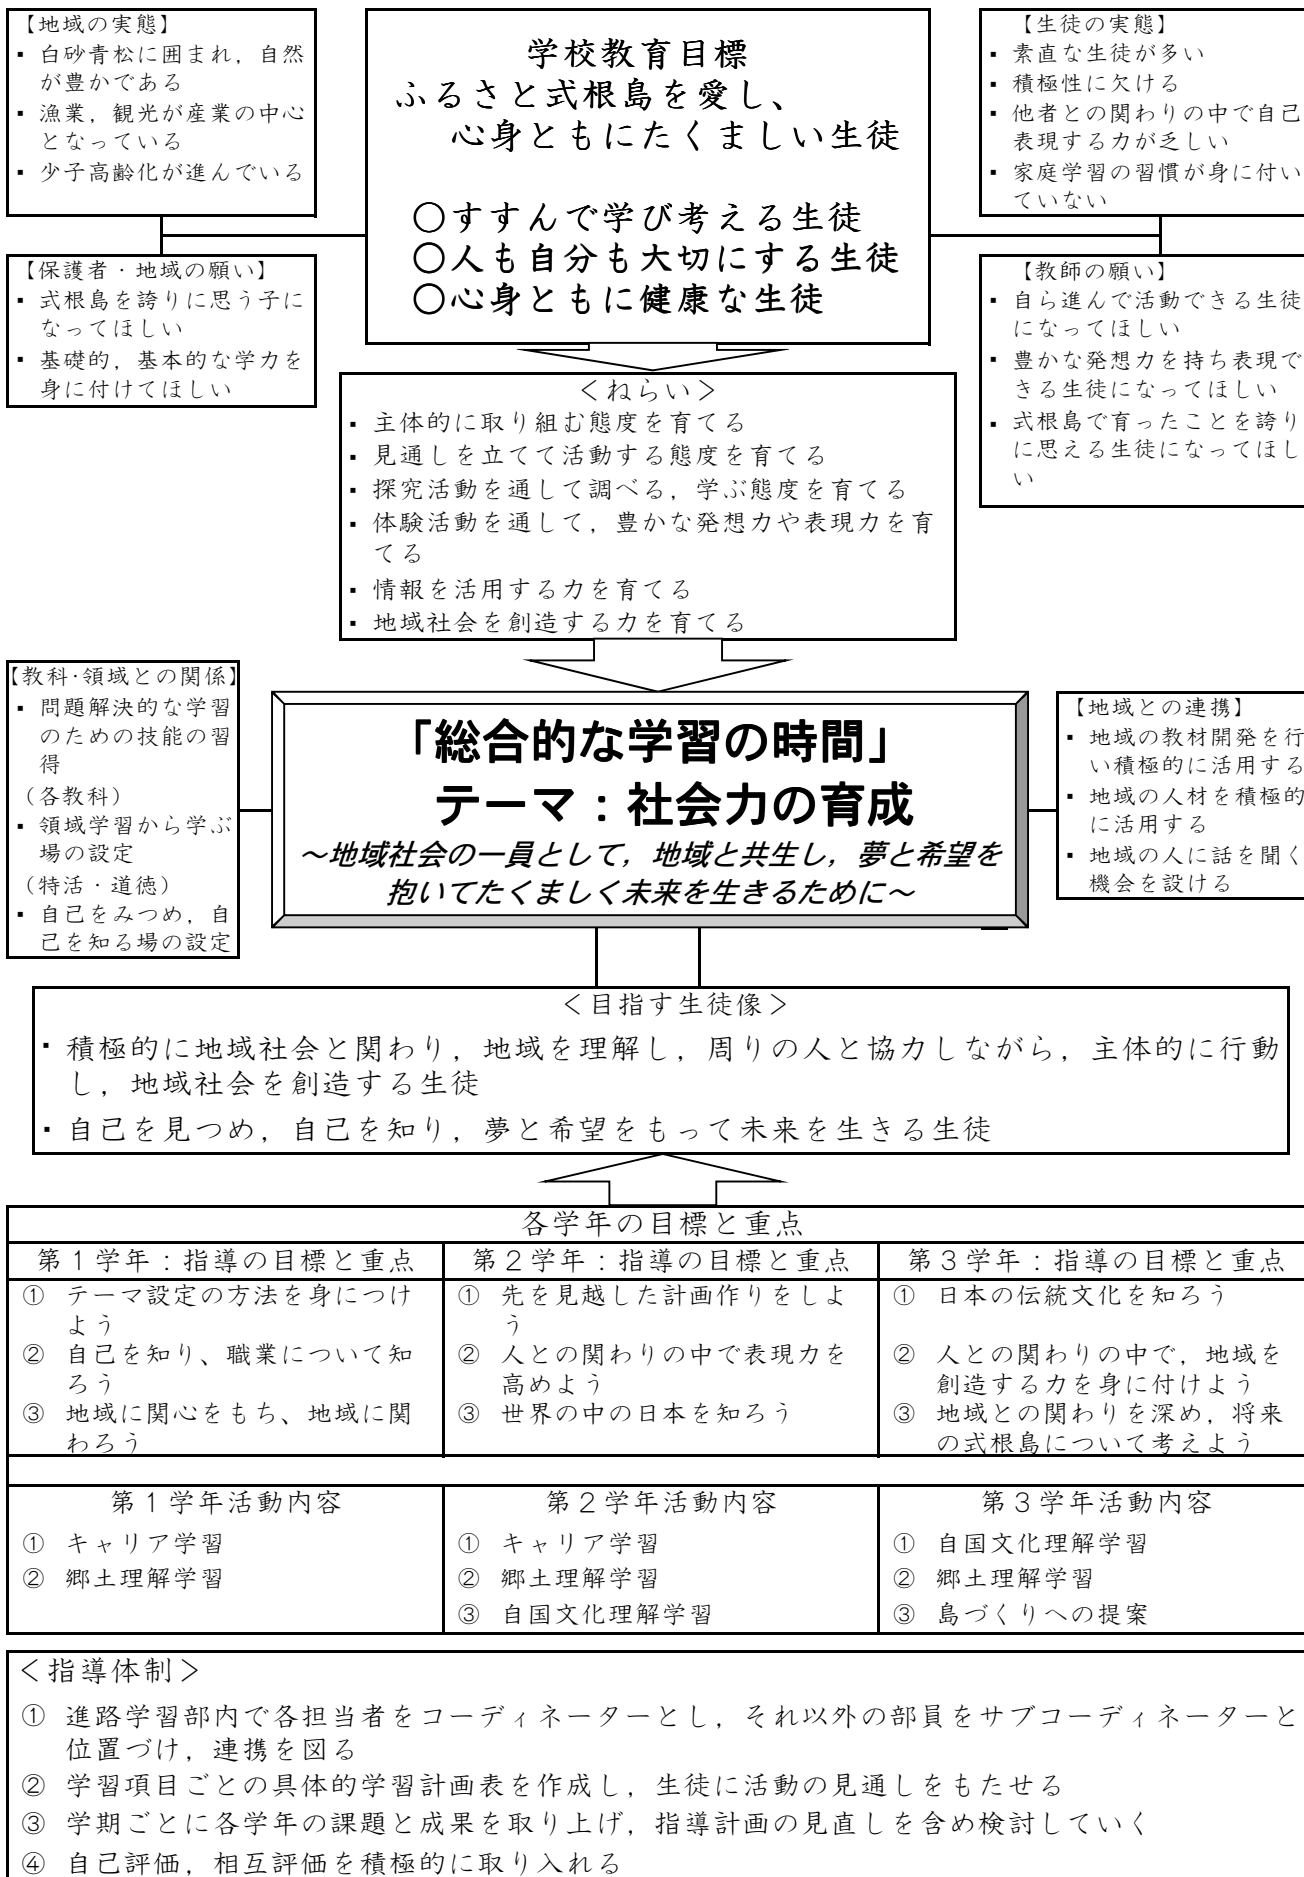 【地域の実態】
▪ 白砂青松に囲まれ，自然
が豊かである
▪ 漁業，観光が産業の中心
となっている
▪ 少子高齢化が進んでいる
学校教育目標
ふるさと式根島を愛し、
心身ともにたくましい生徒
○すすんで学び考える生徒
○人も自分も大切にする生徒
○心身ともに健康な生徒
【生徒の実態】
▪ 素直な生徒が多い
▪ 積極性に欠ける
▪ 他者との関わりの中で自己
表現する力が乏しい
▪ 家庭学習の習慣が身に付い
ていない
【保護者・地域の願い】
▪ 式根島を誇りに思う子に
なってほしい
▪ 基礎的，基本的な学力を
身に付けてほしい
【教師の願い】
▪ 自ら進んで活動できる生徒
になってほしい
▪ 豊かな発想力を持ち表現で
きる生徒になってほしい
▪ 式根島で育ったことを誇り
に思える生徒になってほし
い
＜ねらい＞
▪ 主体的に取り組む態度を育てる
▪ 見通しを立てて活動する態度を育てる
▪ 探究活動を通して調べる，学ぶ態度を育てる
▪ 体験活動を通して，豊かな発想力や表現力を育
てる
▪ 情報を活用する力を育てる
▪ 地域社会を創造する力を育てる
【教科・領域との関係】
▪ 問題解決的な学習
のための技能の習
得
（各教科）
▪ 領域学習から学ぶ
場の設定
（特活・道徳）
▪ 自己をみつめ，自
己を知る場の設定
「総合的な学習の時間」
テーマ：社会力の育成
～地域社会の一員として，地域と共生し，夢と希望を
抱いてたくましく未来を生きるために～
【地域との連携】
▪ 地域の教材開発を行
い積極的に活用する
▪ 地域の人材を積極的
に活用する
▪ 地域の人に話を聞く
機会を設ける
＜目指す生徒像＞
▪ 積極的に地域社会と関わり，地域を理解し，周りの人と協力しながら，主体的に行動
し，地域社会を創造する生徒
▪ 自己を見つめ，自己を知り，夢と希望をもって未来を生きる生徒
各学年の目標と重点
第１学年：指導の目標と重点
① テーマ設定の方法を身につけ
よう
② 自己を知り、職業について知
ろう
③ 地域に関心をもち、地域に関
わろう
第２学年：指導の目標と重点
① 先を見越した計画作りをしよ
う
② 人との関わりの中で表現力を
高めよう
③ 世界の中の日本を知ろう
第３学年：指導の目標と重点
① 日本の伝統文化を知ろう
② 人との関わりの中で，地域を
創造する力を身に付けよう
③ 地域との関わりを深め，将来
の式根島について考えよう
第１学年活動内容
① キャリア学習
② 郷土理解学習
第２学年活動内容
① キャリア学習
② 郷土理解学習
③ 自国文化理解学習
第３学年活動内容
① 自国文化理解学習
② 郷土理解学習
③ 島づくりへの提案
＜指導体制＞
① 進路学習部内で各担当者をコーディネーターとし，それ以外の部員をサブコーディネーターと
位置づけ，連携を図る
② 学習項目ごとの具体的学習計画表を作成し，生徒に活動の見通しをもたせる
③ 学期ごとに各学年の課題と成果を取り上げ，指導計画の見直しを含め検討していく
④ 自己評価，相互評価を積極的に取り入れる